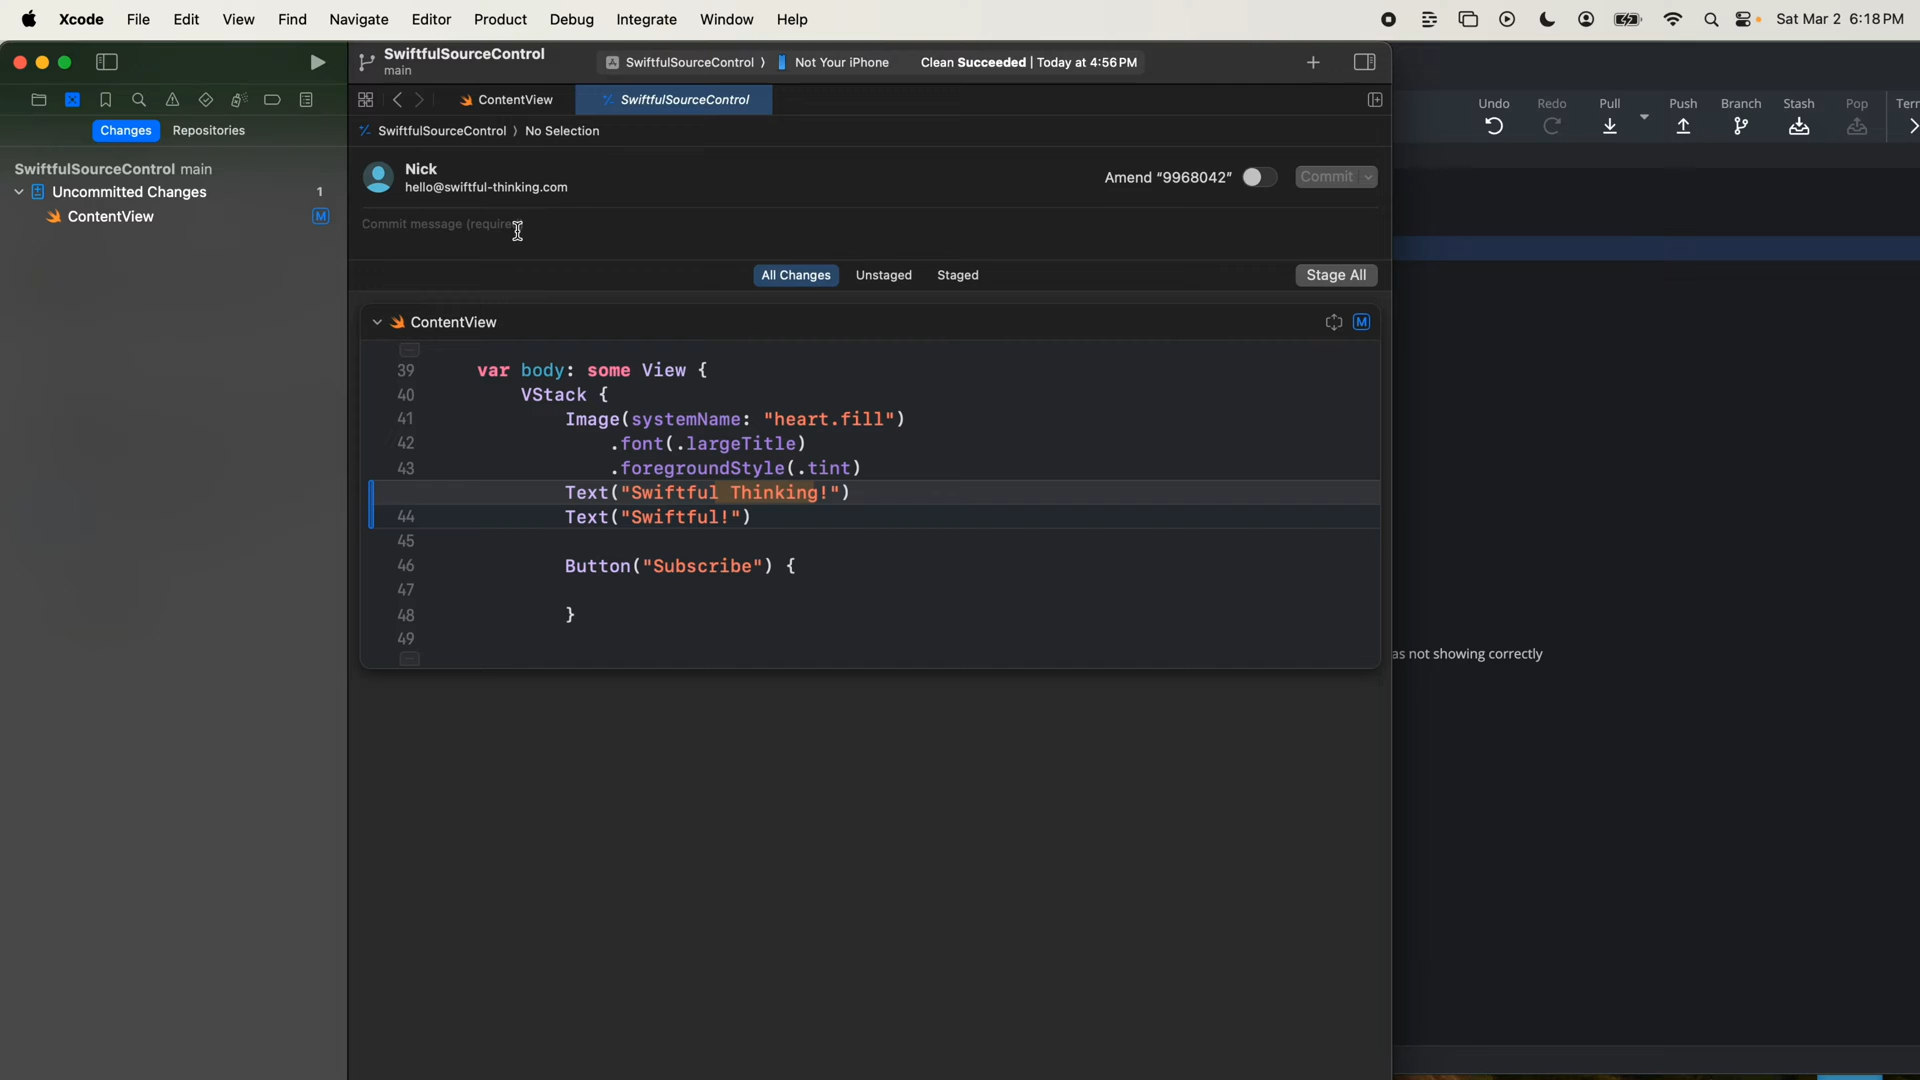 Xcode File Edit View Find Navigate Editor Product Debug Integrate Window Help Sat Mar 2 6:18 PM
SwiftfulSourceControl
main
SwiftfulSourceControl ⟩ Not Your iPhone Clean Succeeded | Today at 4:56 PM
ContentView SwiftfulSourceControl
Undo Redo Pull Push Branch Stash Pop
Changes Repositories
SwiftfulSourceControl ⟩ No Selection
SwiftfulSourceControl main
Uncommitted Changes 1
ContentView M
Nick
hello@swiftful-thinking.com
Amend "9968042" Commit
Commit message (require
All Changes Unstaged Staged Stage All
ContentView M
39 var body: some View {
40 VStack {
41 Image(systemName: "heart.fill")
42 .font(.largeTitle)
43 .foregroundStyle(.tint)
Text("Swiftful Thinking!")
44 Text("Swiftful!")
45
46 Button("Subscribe") {
47
48 }
49
as not showing correctly